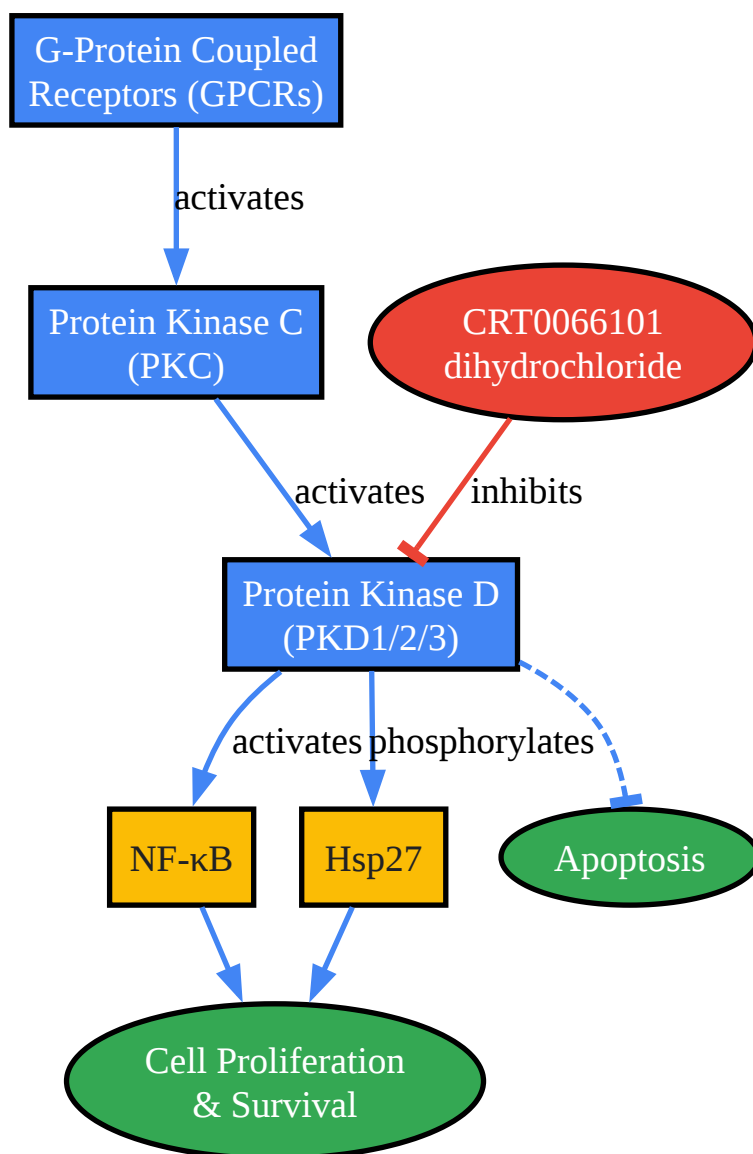 G-Protein Coupled
Receptors (GPCRs)
activates
Protein Kinase C
(PKC)
CRT0066101
dihydrochloride
activates
inhibits
Protein Kinase D
(PKD1/2/3)
activates
phosphorylates
NF-κB
Hsp27
Apoptosis
Cell Proliferation
& Survival